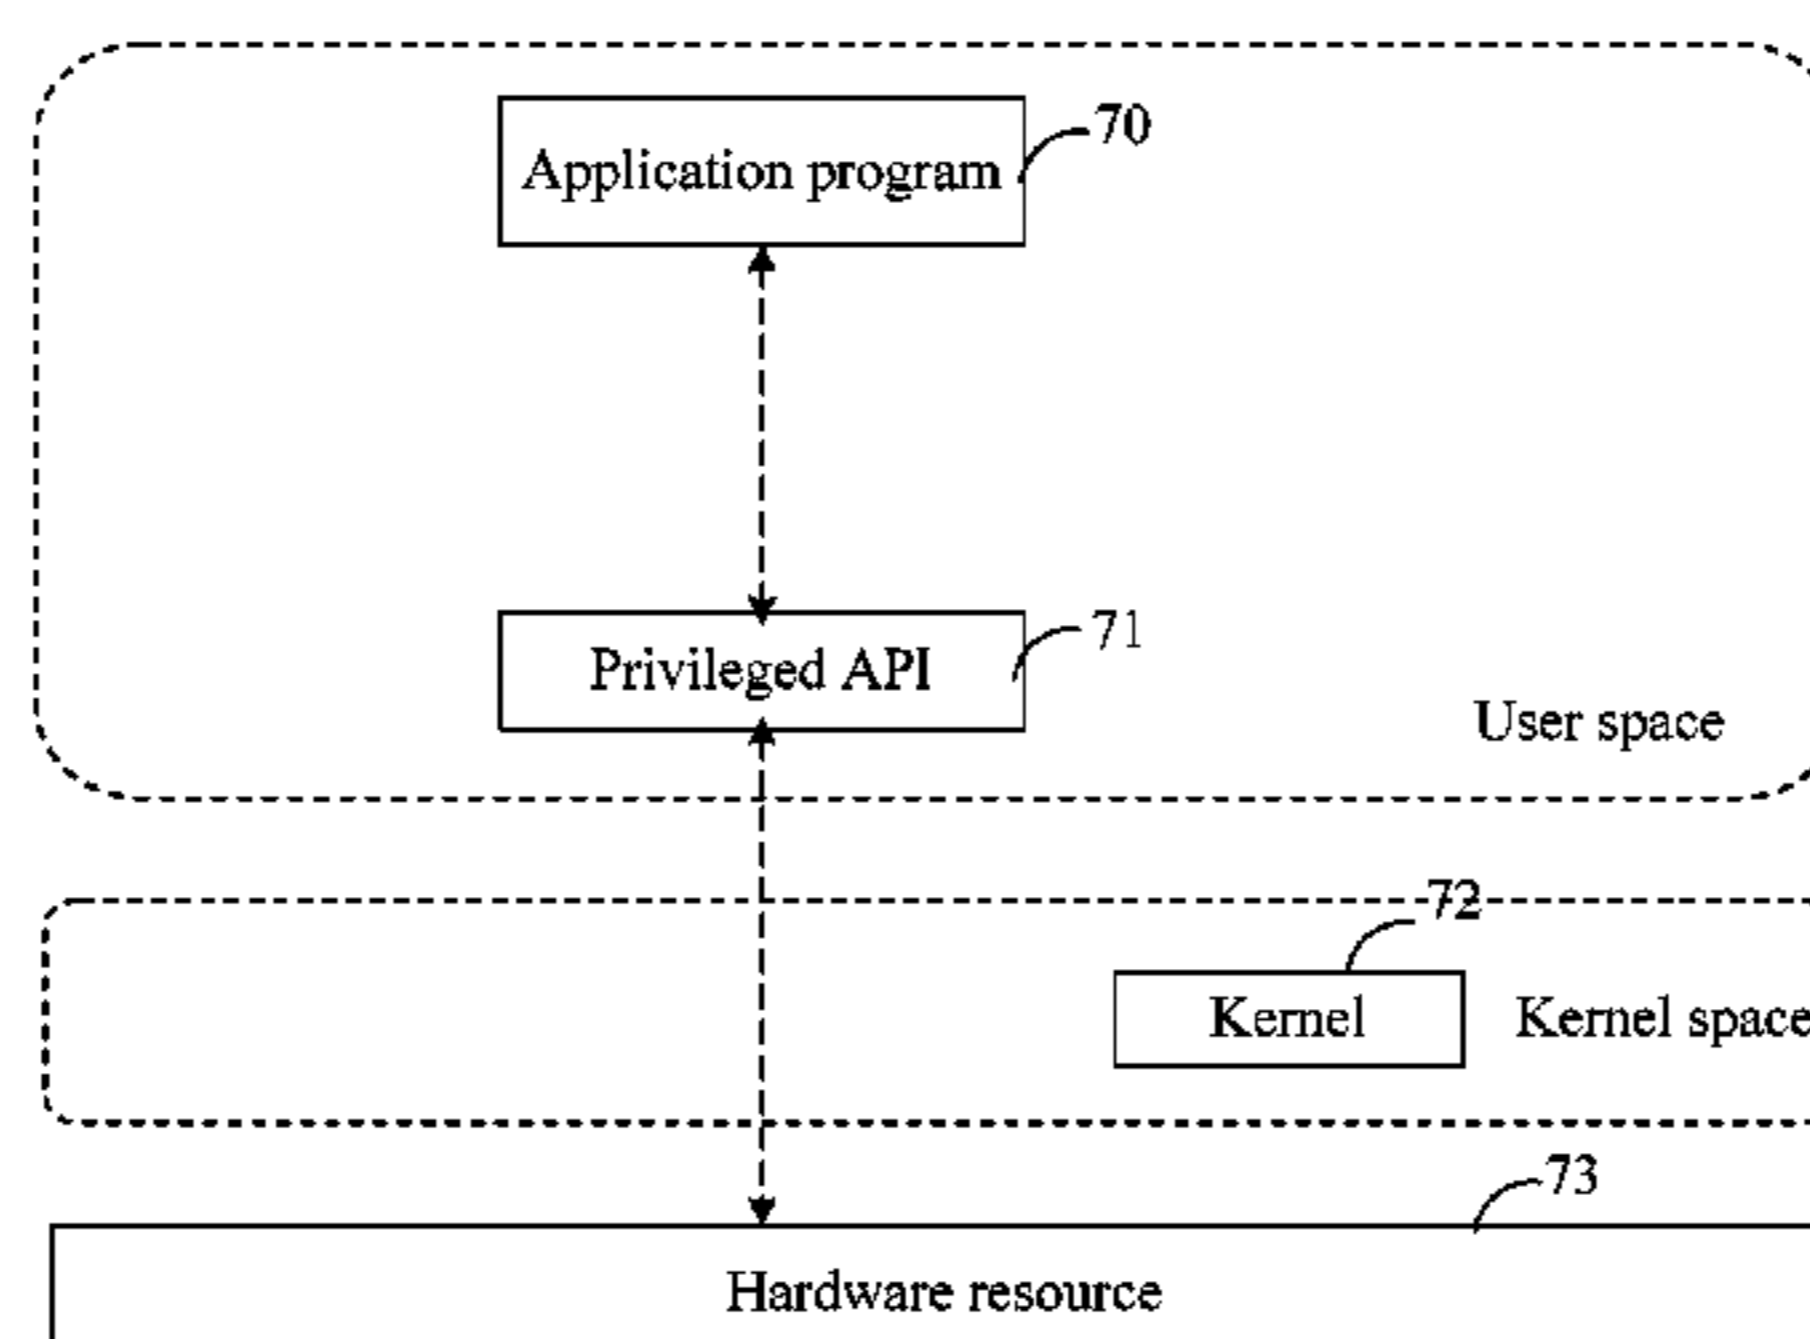 70
Application program
71
Privileged API
User space
72
Kernel
Kernel space
73
Hardware resource